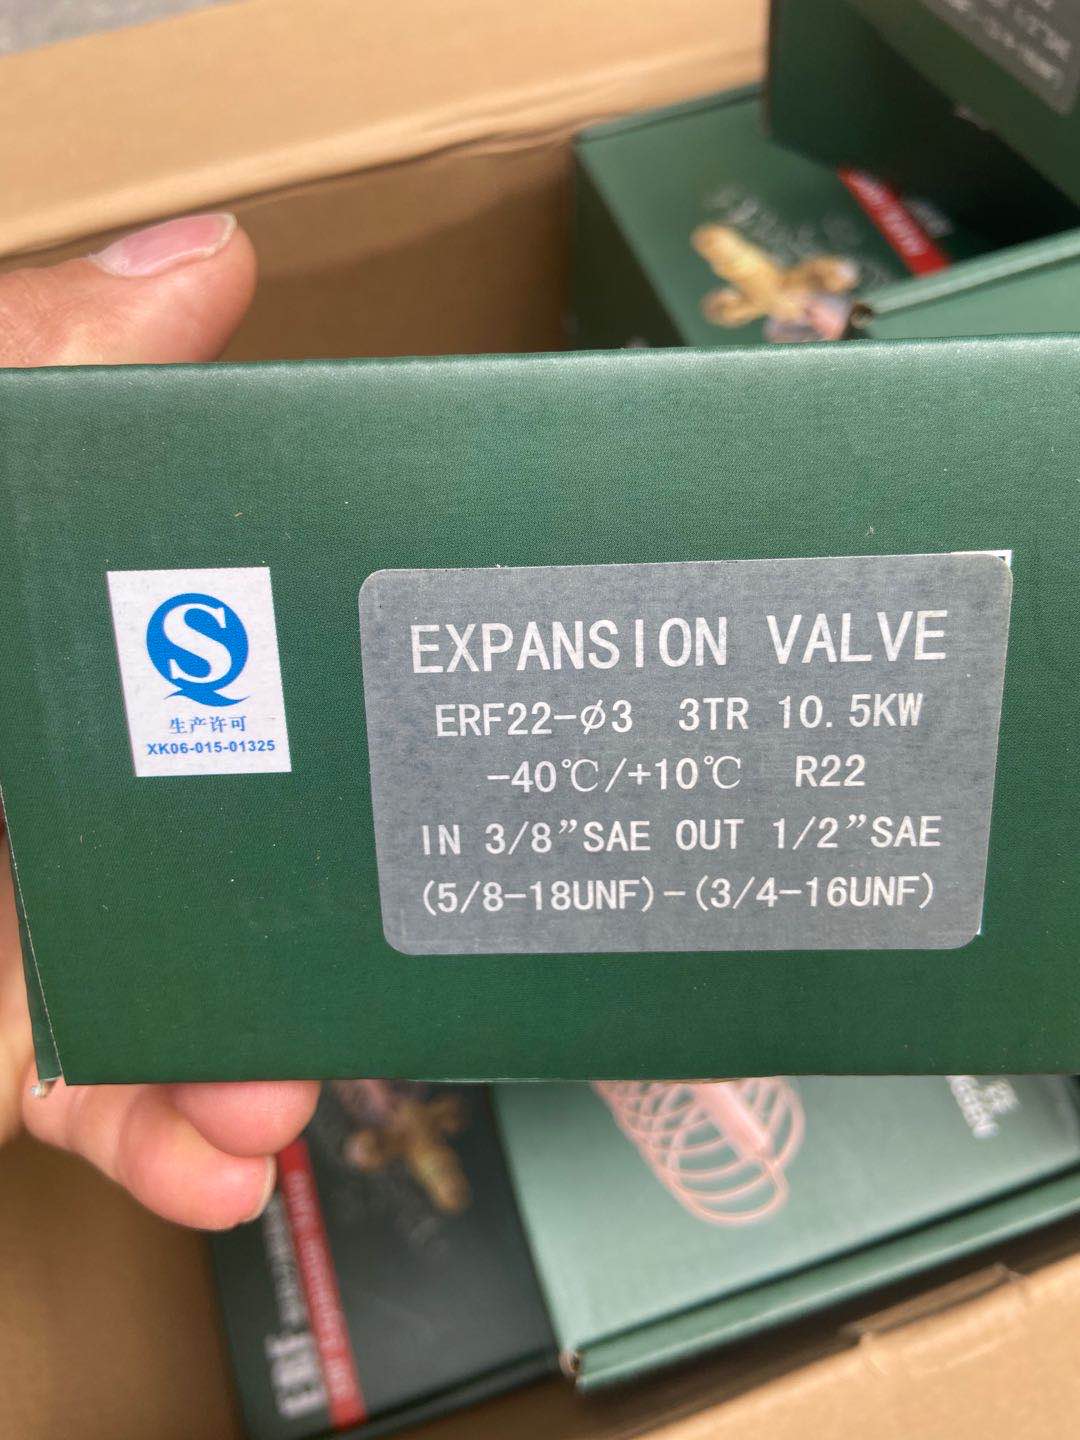 S
生产许可
XK06-015-01325
EXPANSION VALVE
ERF22-ø3 3TR 10.5KW
-40℃/+10℃ R22
IN 3/8”SAE OUT 1/2”SAE
(5/8-18UNF)-(3/4-16UNF)